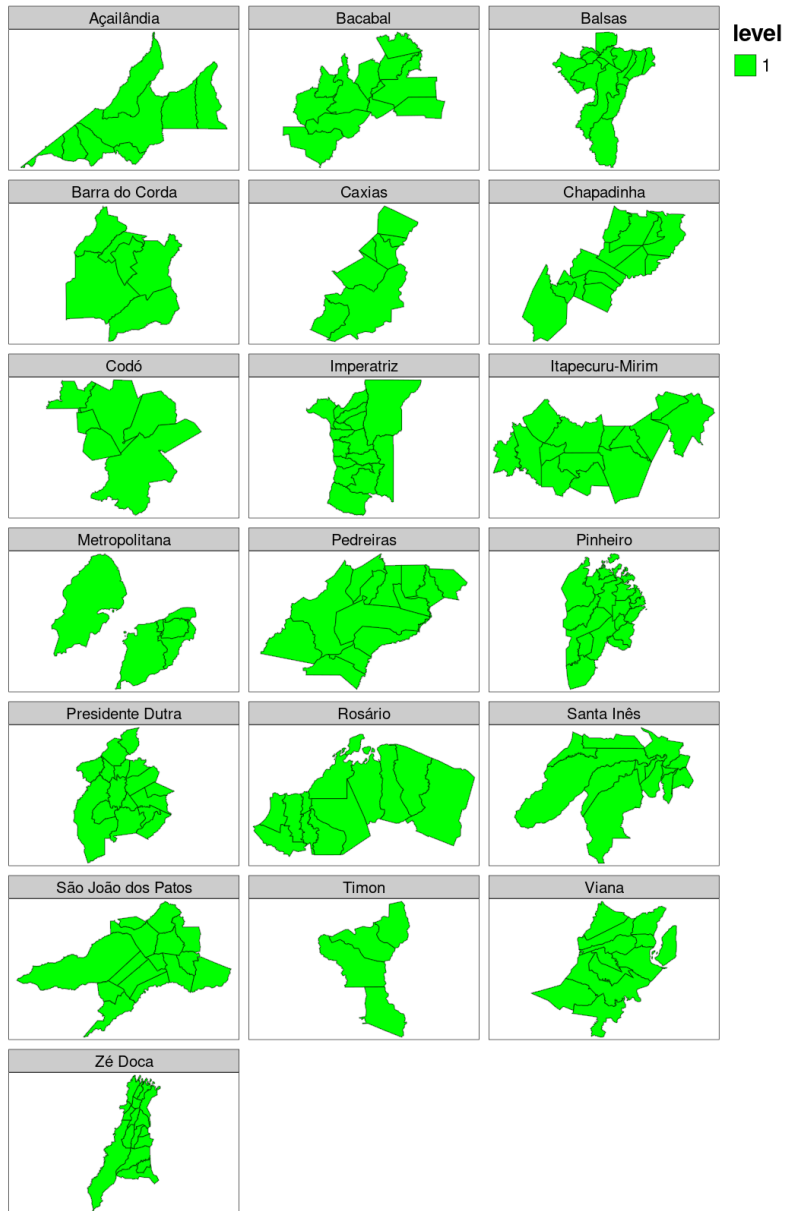 Açailândia
Bacabal
Balsas
level
1
Barra do Corda
Caxias
Chapadinha
Codó
Imperatriz
Itapecuru-Mirim
Metropolitana
Pedreiras
Pinheiro
Presidente Dutra
Rosário
Santa Inês
São João dos Patos
Timon
Viana
Zé Doca